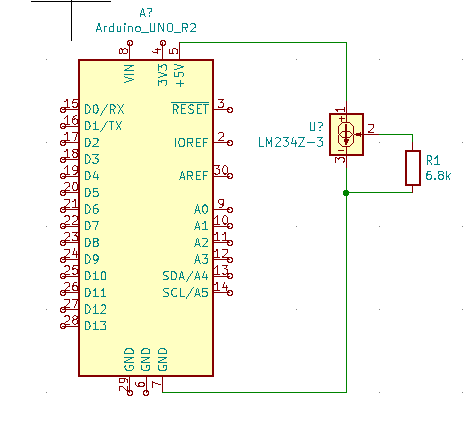 A?
Arduino_UNO_R2
8 VIN
4 3V3
5 +5V
15 D0/RX
16 D1/TX
17 D2
18 D3
19 D4
20 D5
21 D6
22 D7
23 D8
24 D9
25 D10
26 D11
27 D12
28 D13
RESET 3
IOREF 2
AREF 30
A0 9
A1 10
A2 11
A3 12
SDA/A4 13
SCL/A5 14
GND 29
GND 6
GND 7
U?
LM234Z-3
+ 1
2
3 -
R1
6.8k